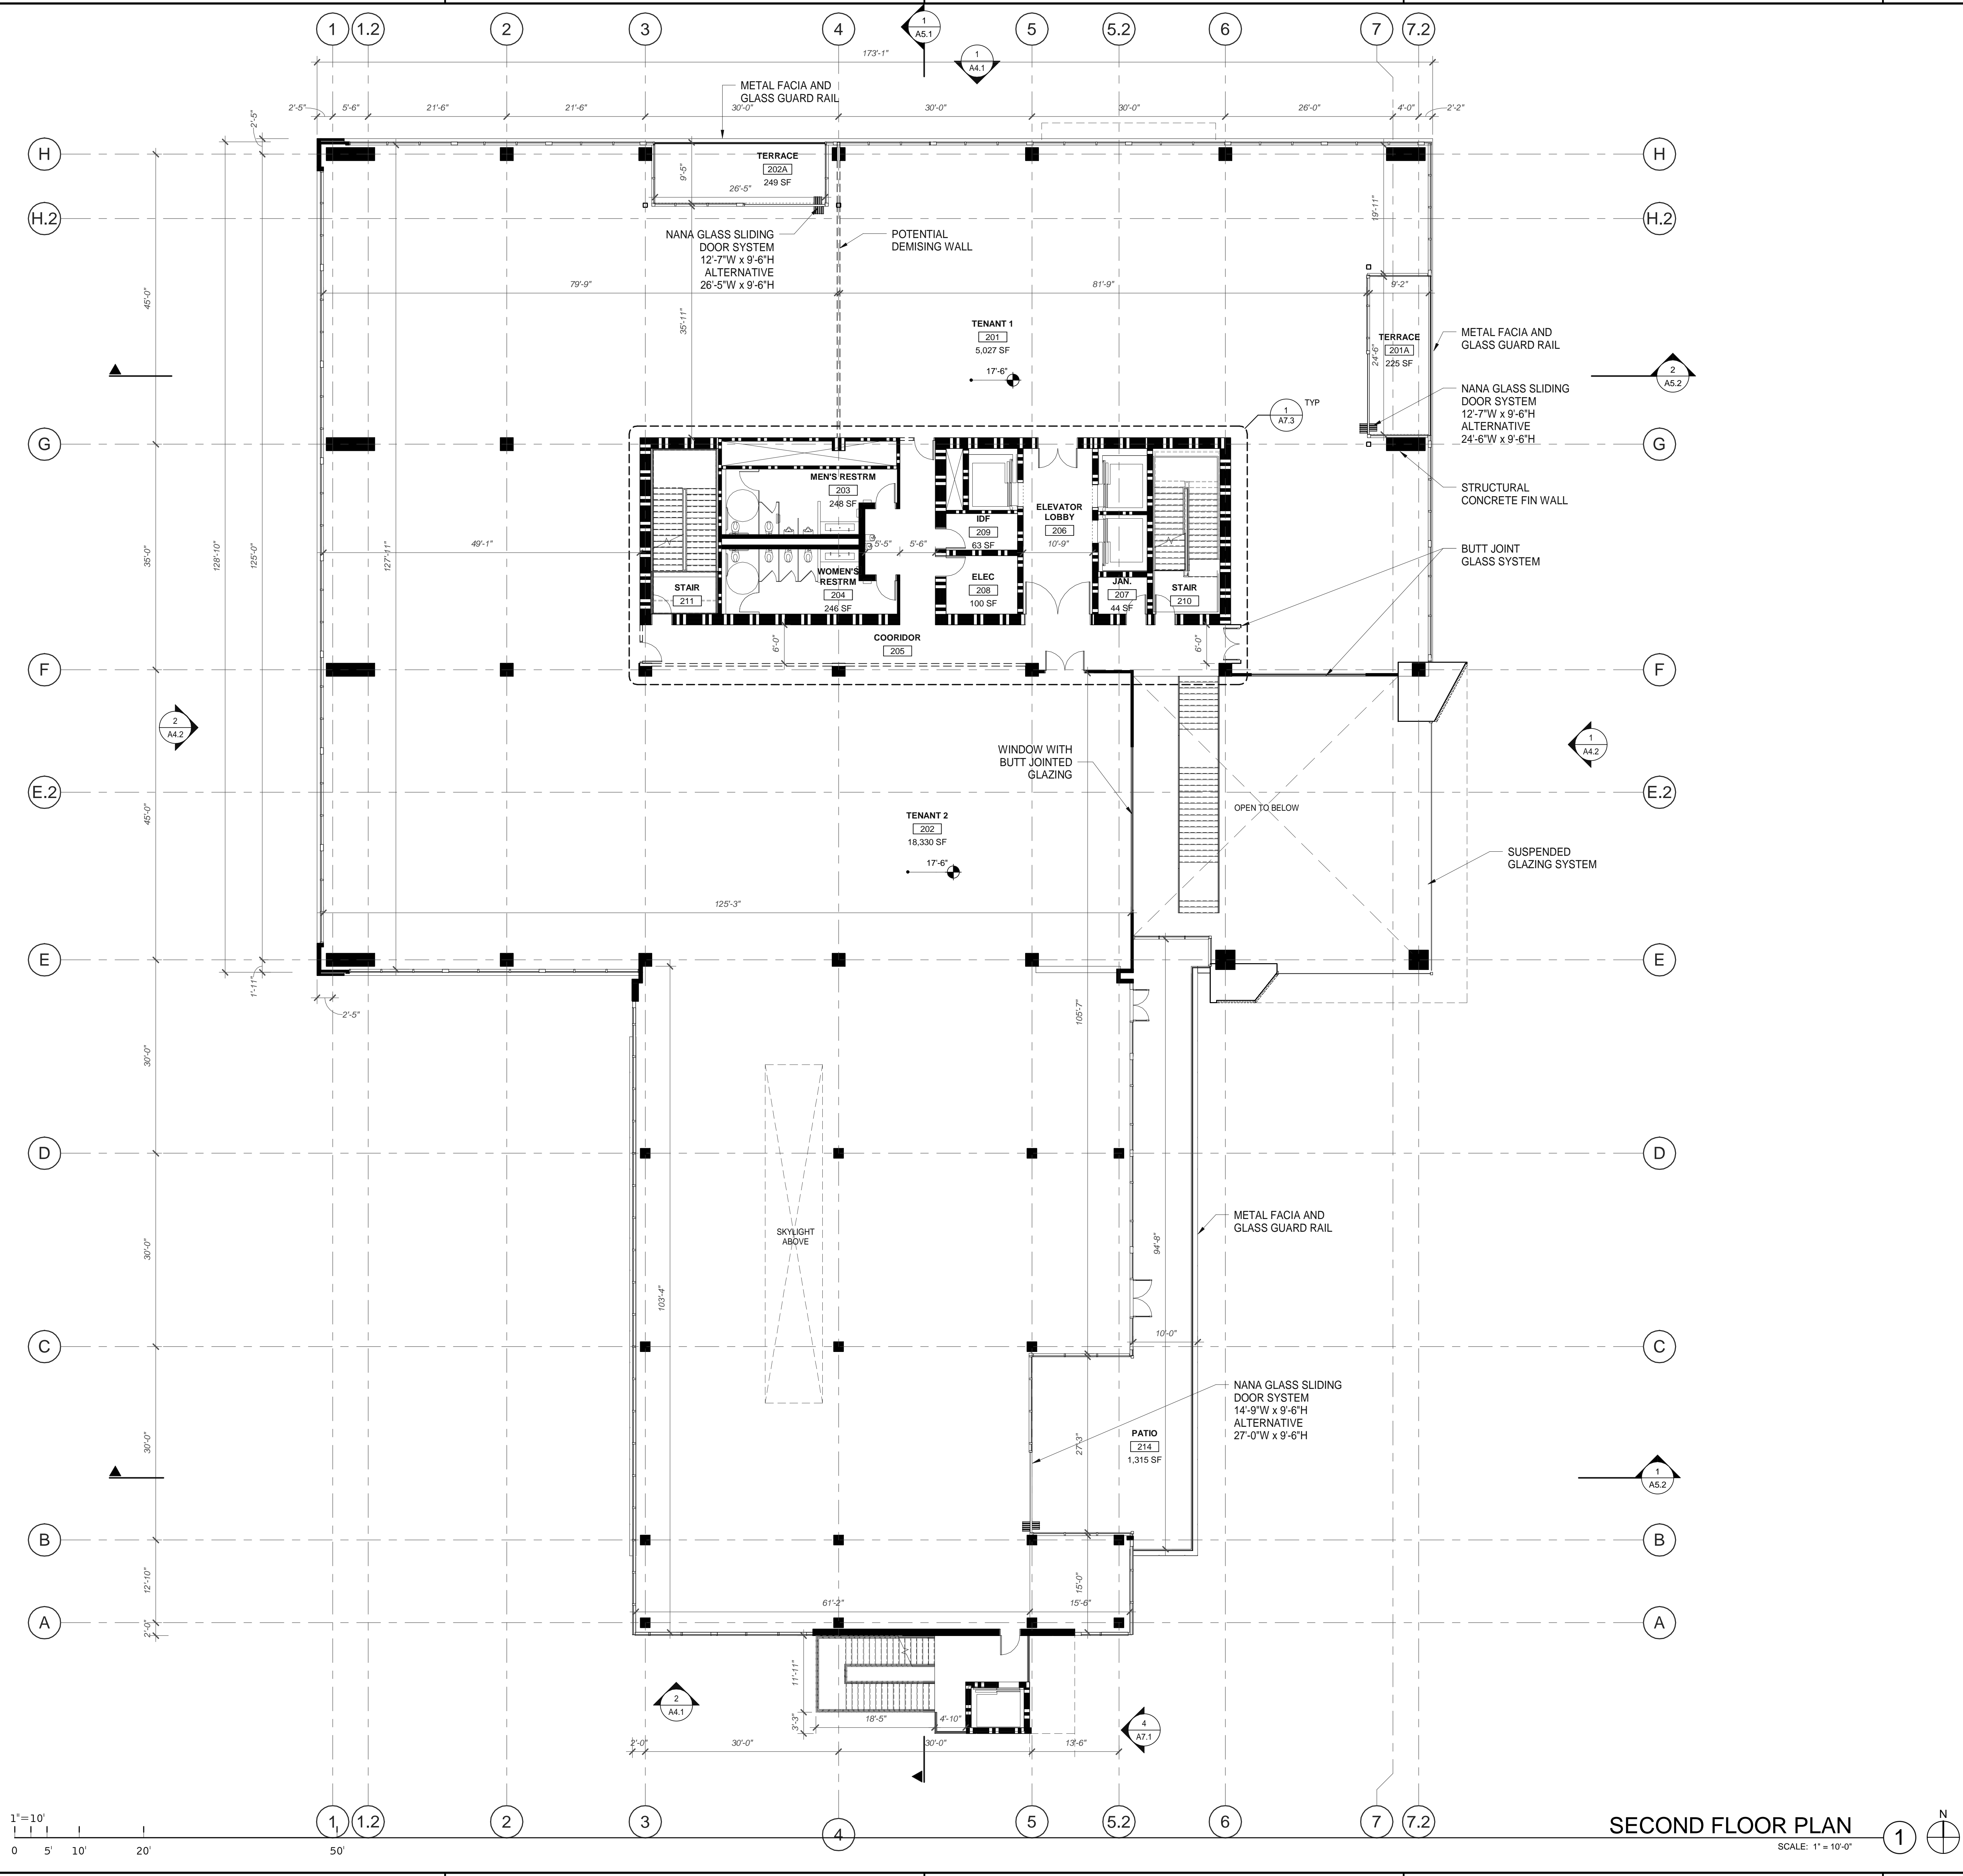 1 1.2 2 3 4 5 5.2 6 7 7.2
1
A5.1
1
A4.1
173'-1"
METAL FACIA AND
GLASS GUARD RAIL
2'-5" 5'-6" 21'-6" 21'-6" 30'-0" 30'-0" 30'-0" 26'-0" 4'-0" 2'-2"
2'-5"
H H
TERRACE
202A
249 SF
9'-5"
26'-5"
H.2 H.2
19'-11"
NANA GLASS SLIDING
DOOR SYSTEM
12'-7"W x 9'-6"H
ALTERNATIVE
26'-5"W x 9'-6"H
POTENTIAL
DEMISING WALL
45'-0"
79'-9" 81'-9" 9'-2"
35'-11"
TENANT 1
201
5,027 SF
17'-6"
TERRACE
201A
225 SF
24'-6"
METAL FACIA AND
GLASS GUARD RAIL
2
A5.2
NANA GLASS SLIDING
DOOR SYSTEM
12'-7"W x 9'-6"H
ALTERNATIVE
24'-6"W x 9'-6"H
1
A7.3
TYP
G G
MEN'S RESTRM
203
248 SF
STRUCTURAL
CONCRETE FIN WALL
ELEVATOR
LOBBY
206
10'-9"
IDF
209
63 SF
35'-0"
128'-10"
125'-0"
127'-11"
49'-1"
5'-5" 5'-6"
BUTT JOINT
GLASS SYSTEM
WOMEN'S
RESTRM
204
246 SF
ELEC
208
100 SF
JAN.
207
44 SF
STAIR
211
STAIR
210
COORIDOR
205
6'-0"
6'-0"
F F
2
A4.2
1
A4.2
WINDOW WITH
BUTT JOINTED
GLAZING
E.2 E.2
45'-0"
OPEN TO BELOW
TENANT 2
202
18,330 SF
17'-6"
SUSPENDED
GLAZING SYSTEM
125'-3"
E E
1'-11"
2'-5"
105'-7"
30'-0"
D D
SKYLIGHT
ABOVE
METAL FACIA AND
GLASS GUARD RAIL
94'-8"
30'-0"
103'-4"
10'-0"
C C
NANA GLASS SLIDING
DOOR SYSTEM
14'-9"W x 9'-6"H
ALTERNATIVE
27'-0"W x 9'-6"H
30'-0"
27'-3"
PATIO
214
1,315 SF
1
A5.2
B B
12'-10"
15'-0"
61'-2" 15'-6"
A A
2'-0"
11'-11"
2
A4.1
3'-3"
18'-5" 4'-10"
4
A7.1
2'-0" 30'-0" 30'-0" 13'-6"
1 1.2 2 3 4 5 5.2 6 7 7.2
1"=10'
0 5' 10' 20' 50'
SECOND FLOOR PLAN
SCALE: 1" = 10'-0"
1
N